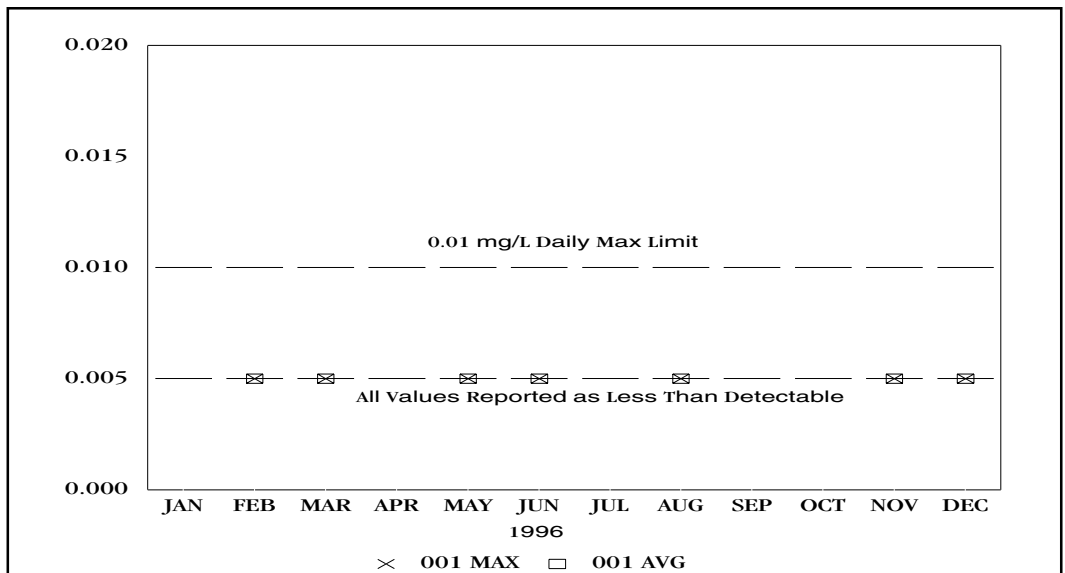 0.020
0.015
0.01 mg/L Daily Max Limit
0.010
0.005
All Values Reported as Less Than Detectable
0.000
JAN FEB MAR APR MAY JUN JUL AUG SEP OCT NOV DEC
1996
001 MAX 001 AVG